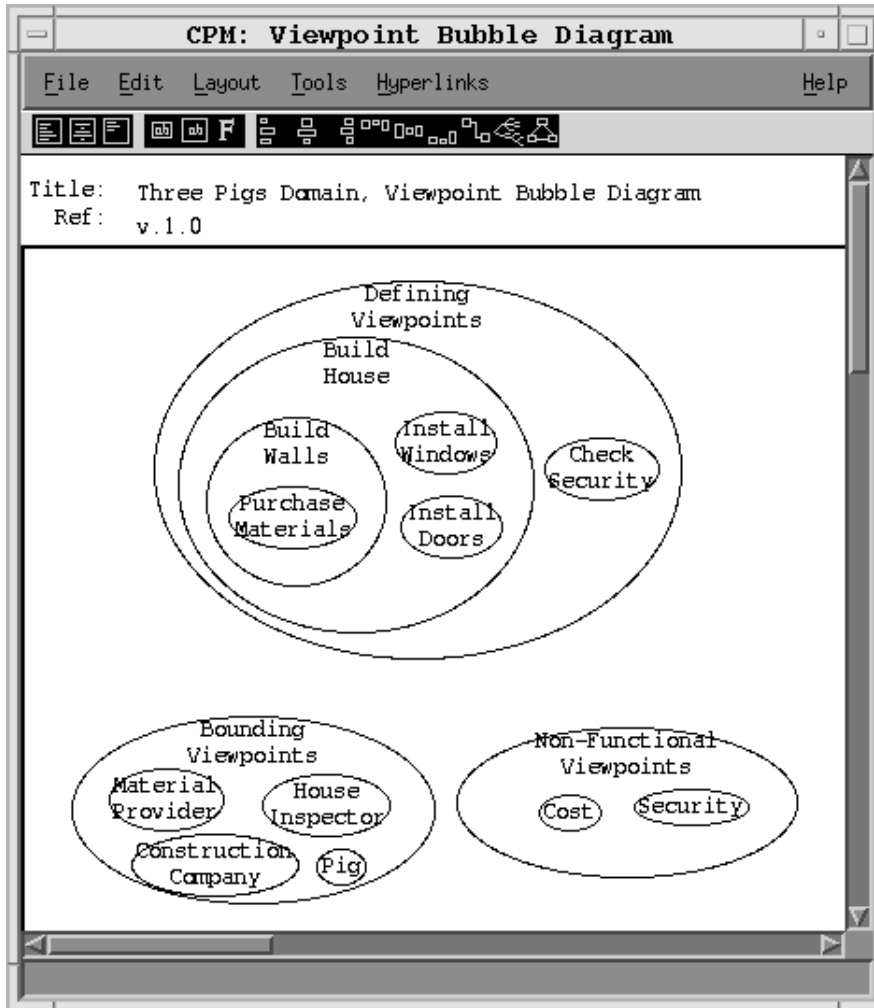 CPM: Viewpoint Bubble Diagram
File Edit Layout Tools Hyperlinks Help
ab ab F
Title: Three Pigs Domain, Viewpoint Bubble Diagram
Ref: v.1.0
Defining
Viewpoints
Build
House
Build
Walls
Install
Windows
Check
Security
Purchase
Materials
Install
Doors
Bounding
Viewpoints
Material
Provider
House
Inspector
Construction
Company
Pig
Non-Functional
Viewpoints
Cost
Security